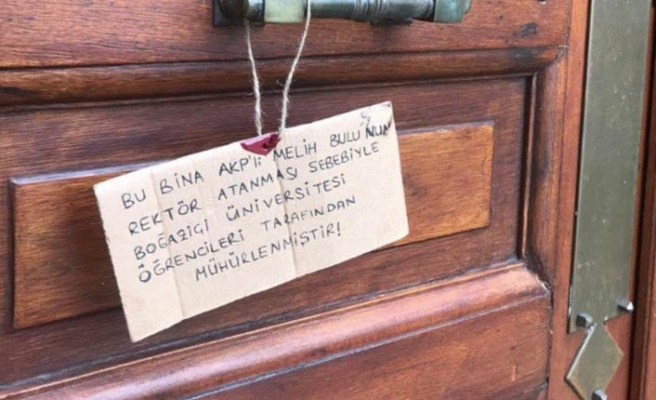 BU BİNA AKP'li MELİH BULU'NUN
Ş
REKTÖR ATANMASI SEBEBİYLE
BOĞAZİÇİ ÜNİVERSİTESİ
ÖĞRENCİLERİ TARAFINDAN
MÜHÜRLENMİŞTİR!